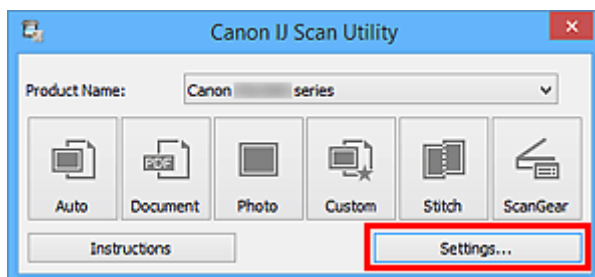 Canon IJ Scan Utility
Product Name: Canon series
PDF
Auto Document Photo Custom Stitch ScanGear
Instructions Settings...